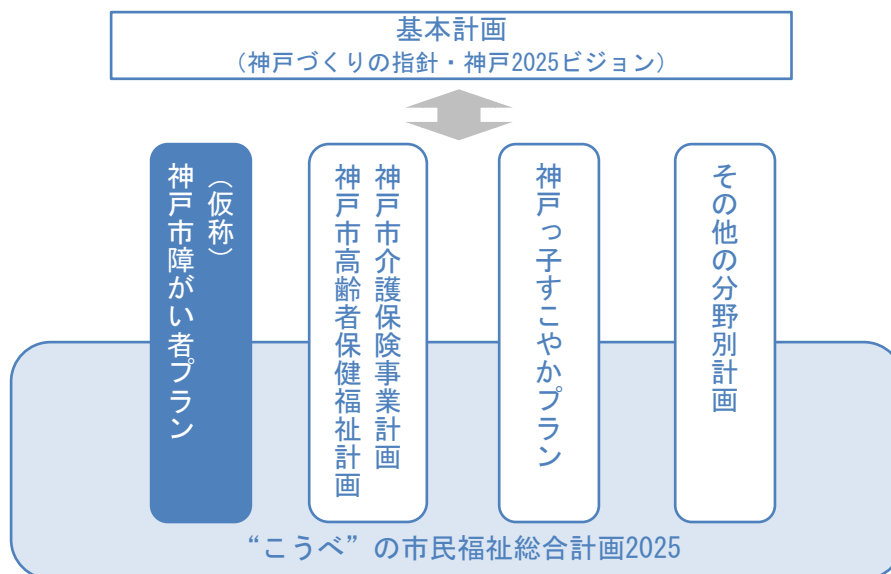 基本計画
（神戸づくりの指針・神戸2025ビジョン）
（仮称）
神戸市障がい者プラン
神戸市介護保険事業計画
神戸市高齢者保健福祉計画
神戸っ子すこやかプラン
その他の分野別計画
“こうべ”の市民福祉総合計画2025